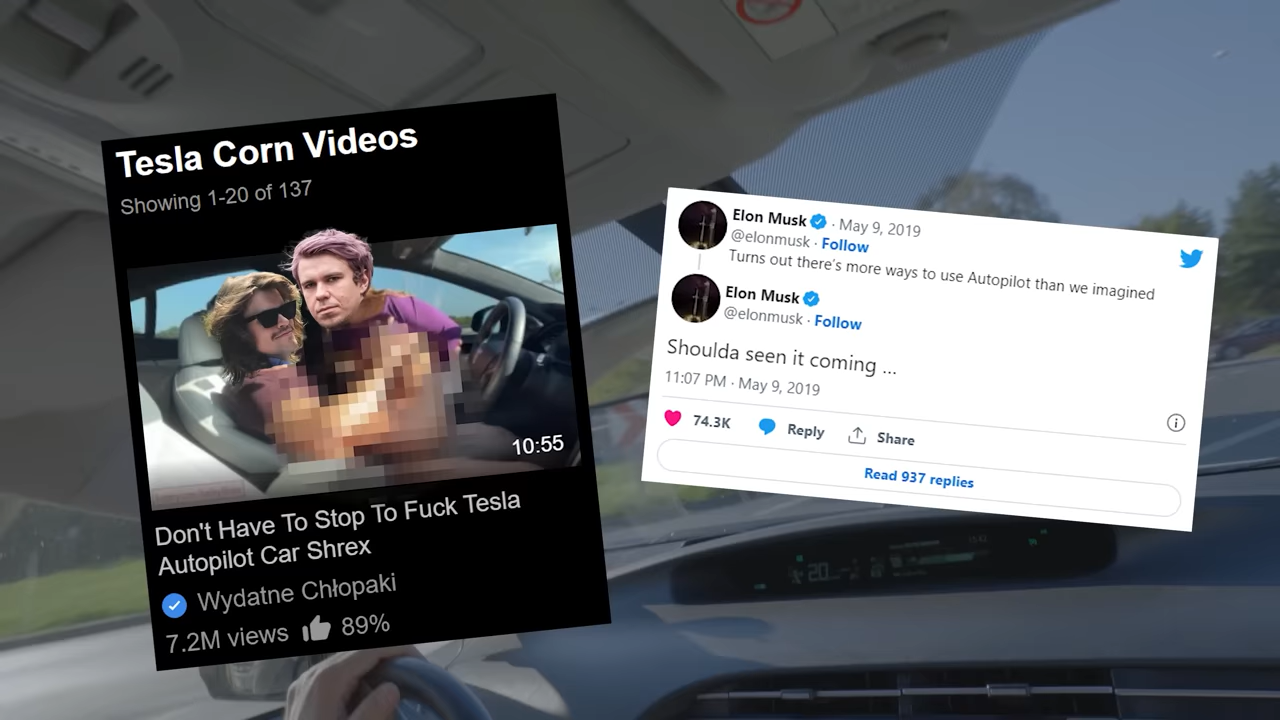 Tesla Corn Videos
Showing 1-20 of 137
10:55
Don't Have To Stop To Fuck Tesla
Autopilot Car Shrex
Wydatne Chłopaki
7.2M views 89%
Elon Musk · May 9, 2019
@elonmusk · Follow
Turns out there's more ways to use Autopilot than we imagined
Elon Musk
@elonmusk · Follow
Shoulda seen it coming ...
11:07 PM · May 9, 2019
74.3K Reply Share
Read 937 replies
20